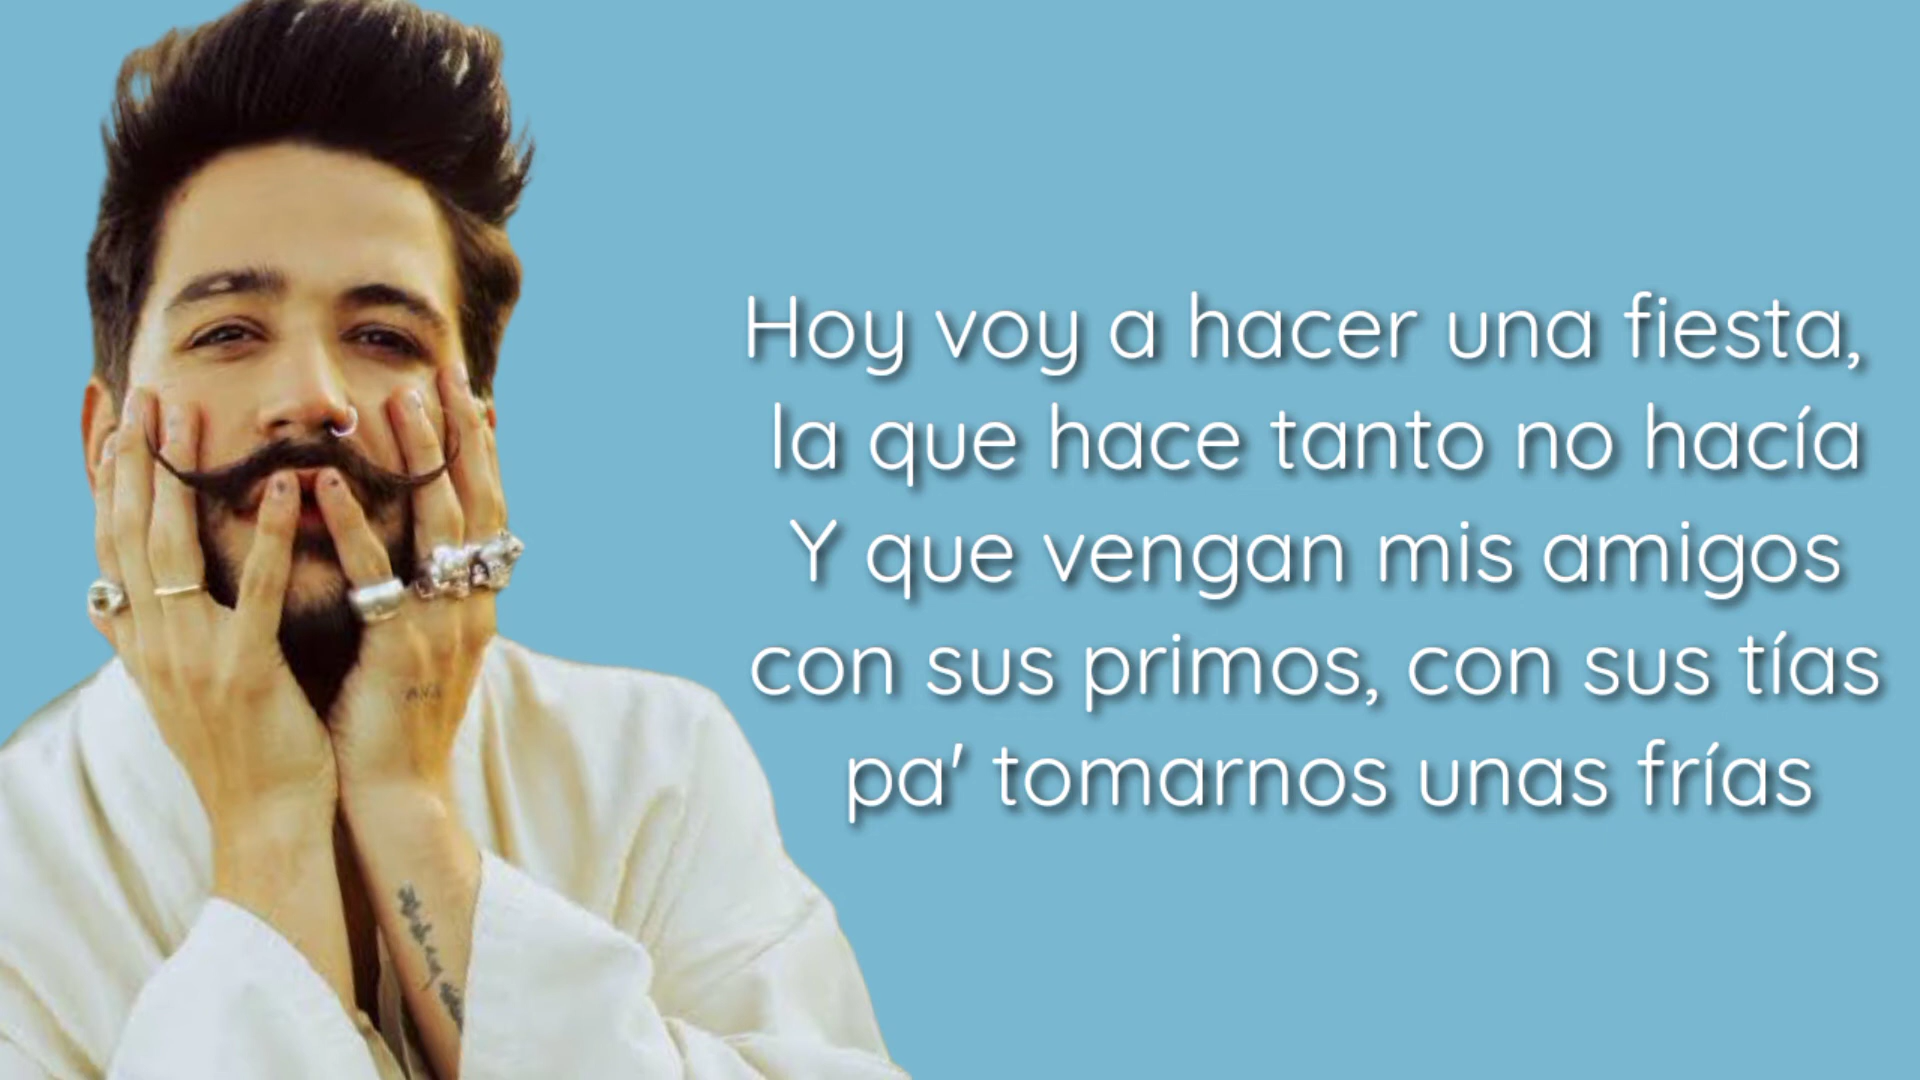 Hoy voy a hacer una fiesta,
la que hace tanto no hacía
Y que vengan mis amigos
con sus primos, con sus tías
pa' tomarnos unas frías